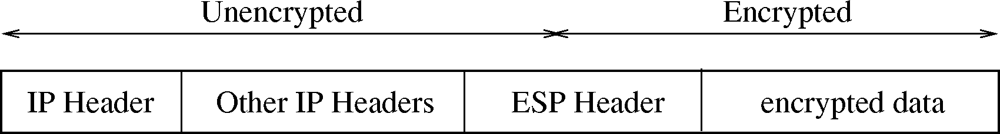 Unencrypted Encrypted
IP Header Other IP Headers ESP Header encrypted data